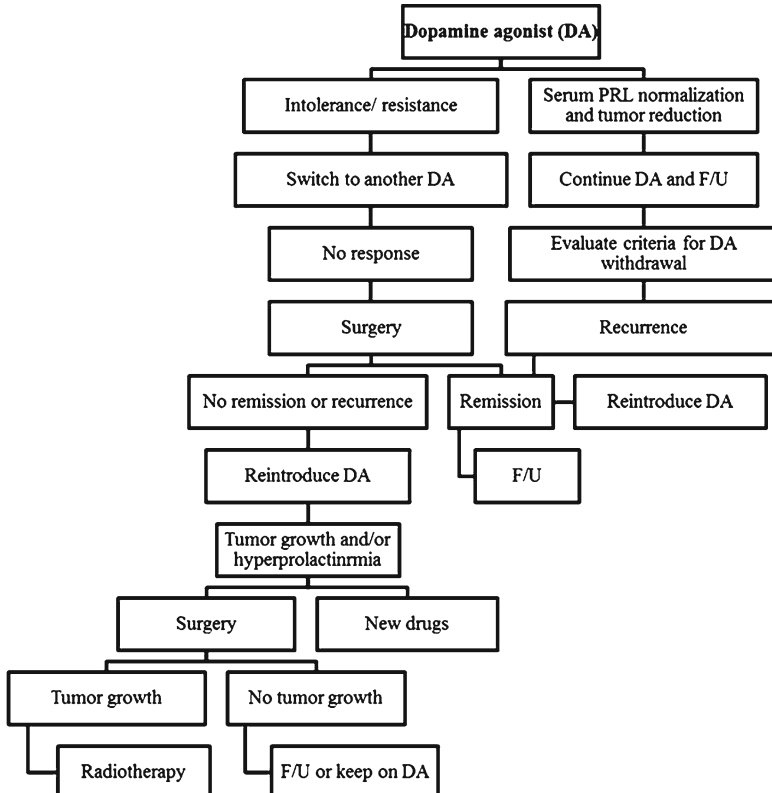 Dopamine agonist (DA)
Intolerance/ resistance
Serum PRL normalization
and tumor reduction
Switch to another DA
Continue DA and F/U
No response
Evaluate criteria for DA
withdrawal
Surgery
Recurrence
No remission or recurrence
Remission
Reintroduce DA
Reintroduce DA
F/U
Tumor growth and/or
hyperprolactinrmia
Surgery
New drugs
Tumor growth
No tumor growth
Radiotherapy
F/U or keep on DA